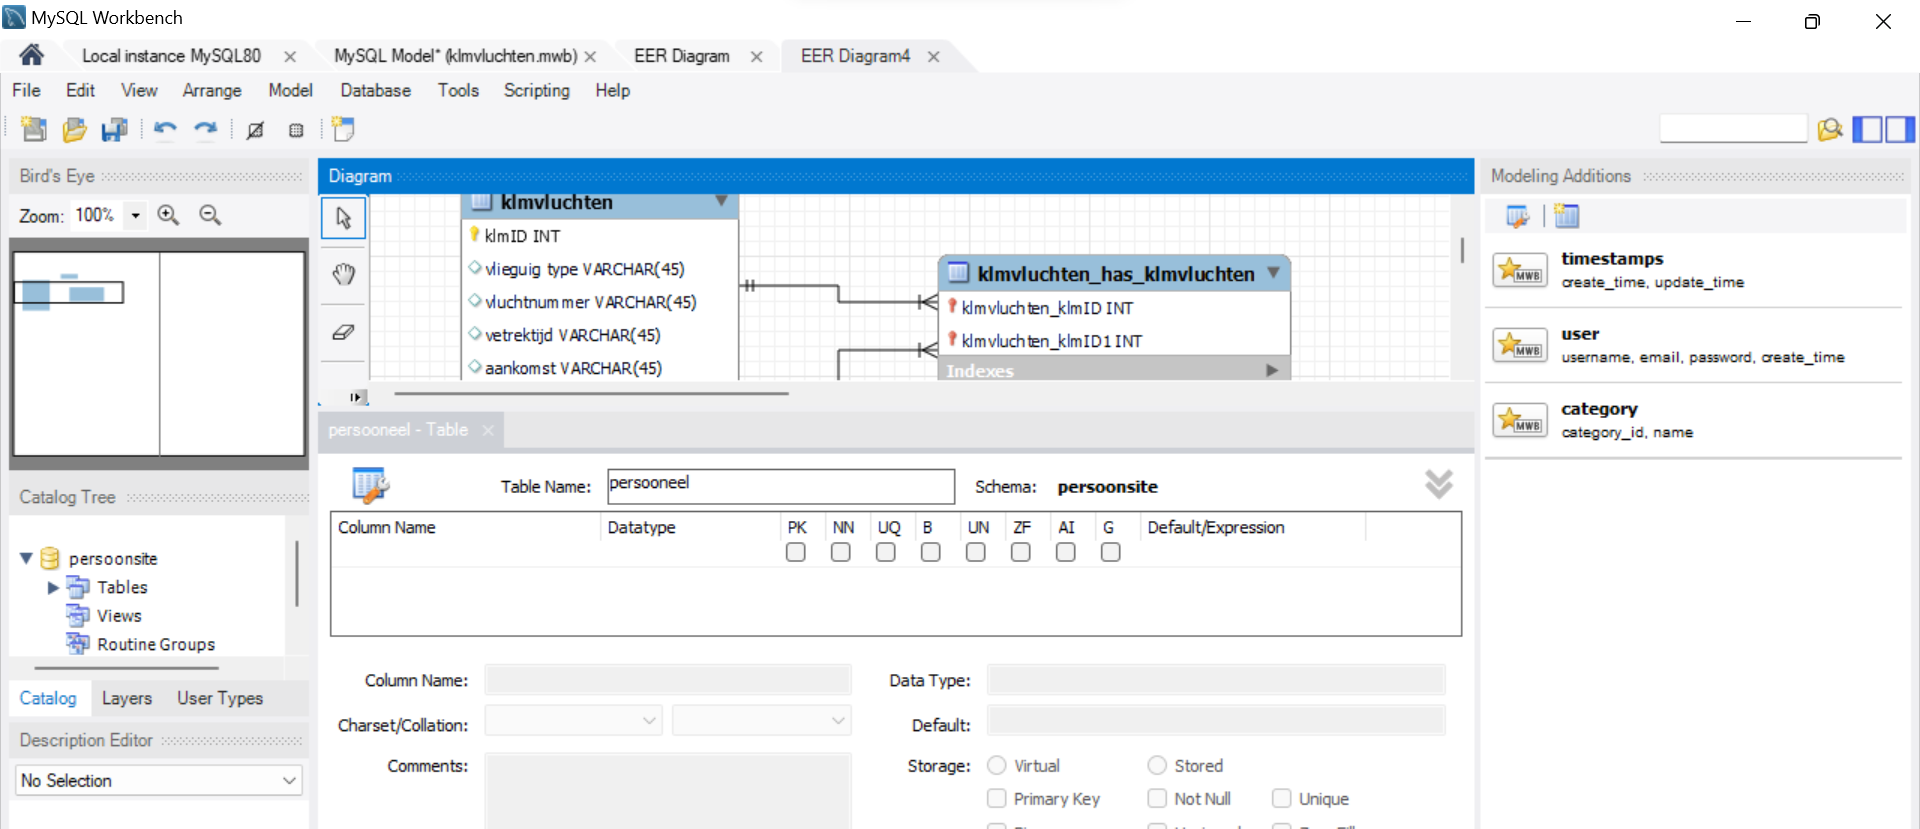 MySQL Workbench
Local instance MySQL80
MySQL Model* (klmvluchten.mwb)
EER Diagram
EER Diagram4
File Edit View Arrange Model Database Tools Scripting Help
Bird's Eye
Zoom: 100%
Diagram
klmvluchten
klmID INT
vlieguig type VARCHAR(45)
vluchtnummer VARCHAR(45)
vetrektijd VARCHAR(45)
aankomst VARCHAR(45)
klmvluchten_has_klmvluchten
klmvluchten_klmID INT
klmvluchten_klmID1 INT
Indexes
Modeling Additions
MWB
timestamps
create_time, update_time
MWB
user
username, email, password, create_time
MWB
category
category_id, name
Catalog Tree
persoonsite
Tables
Views
Routine Groups
Catalog Layers User Types
Description Editor
No Selection
persooneel - Table
Table Name: persooneel
Schema: persoonsite
Column Name Datatype PK NN UQ B UN ZF AI G Default/Expression
Column Name:
Data Type:
Charset/Collation:
Default:
Comments:
Storage: Virtual Stored
Primary Key Not Null Unique